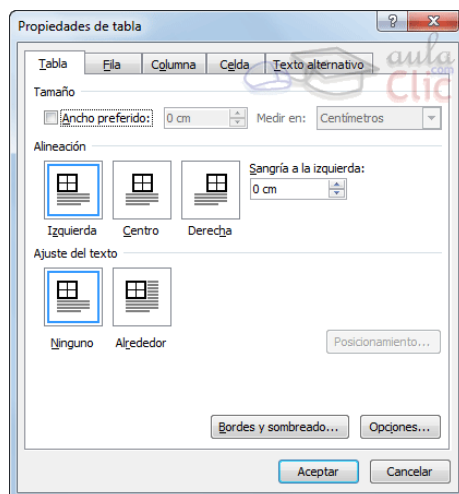 Propiedades de tabla
Tabla Fila Columna Celda Texto alternativo
aula
Clic
.com
Tamaño
Ancho preferido: 0 cm Medir en: Centímetros
Alineación
Sangría a la izquierda:
0 cm
Izquierda Centro Derecha
Ajuste del texto
Ninguno Alrededor
Posicionamiento...
Bordes y sombreado... Opciones...
Aceptar Cancelar